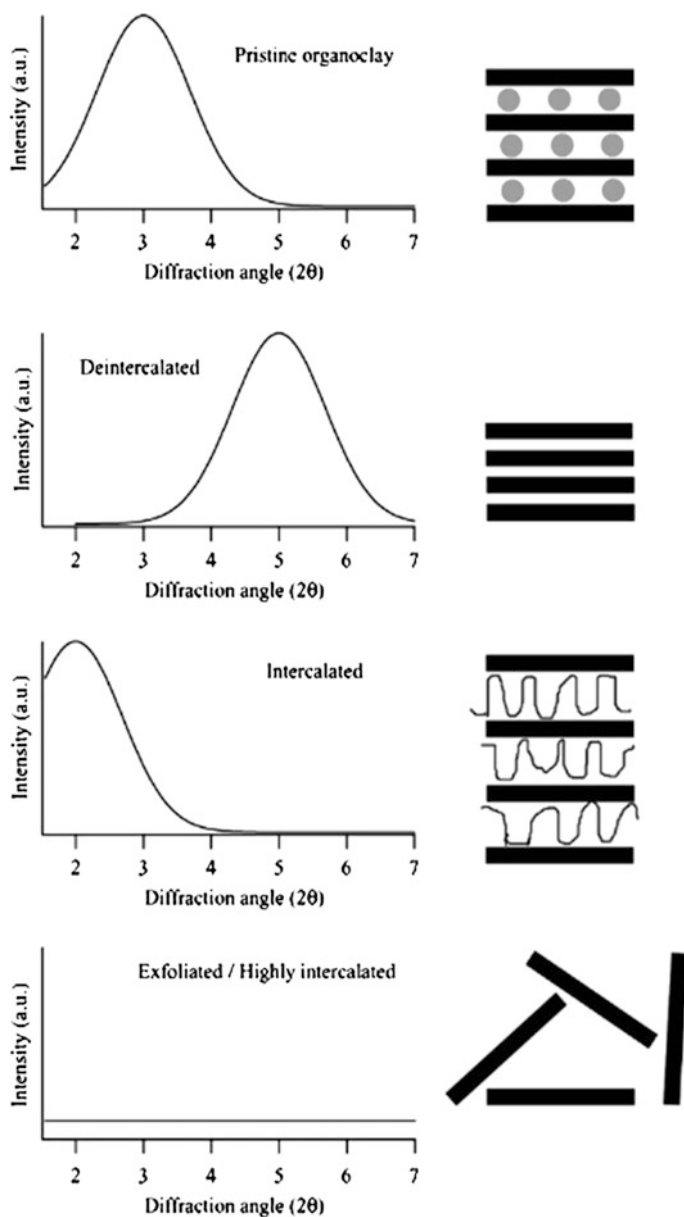 Pristine organoclay
Intensity (a.u.)
2 3 4 5 6 7
Diffraction angle (2θ)
Deintercalated
Intensity (a.u.)
2 3 4 5 6 7
Diffraction angle (2θ)
Intercalated
Intensity (a.u.)
2 3 4 5 6 7
Diffraction angle (2θ)
Exfoliated / Highly intercalated
Intensity (a.u.)
2 3 4 5 6 7
Diffraction angle (2θ)